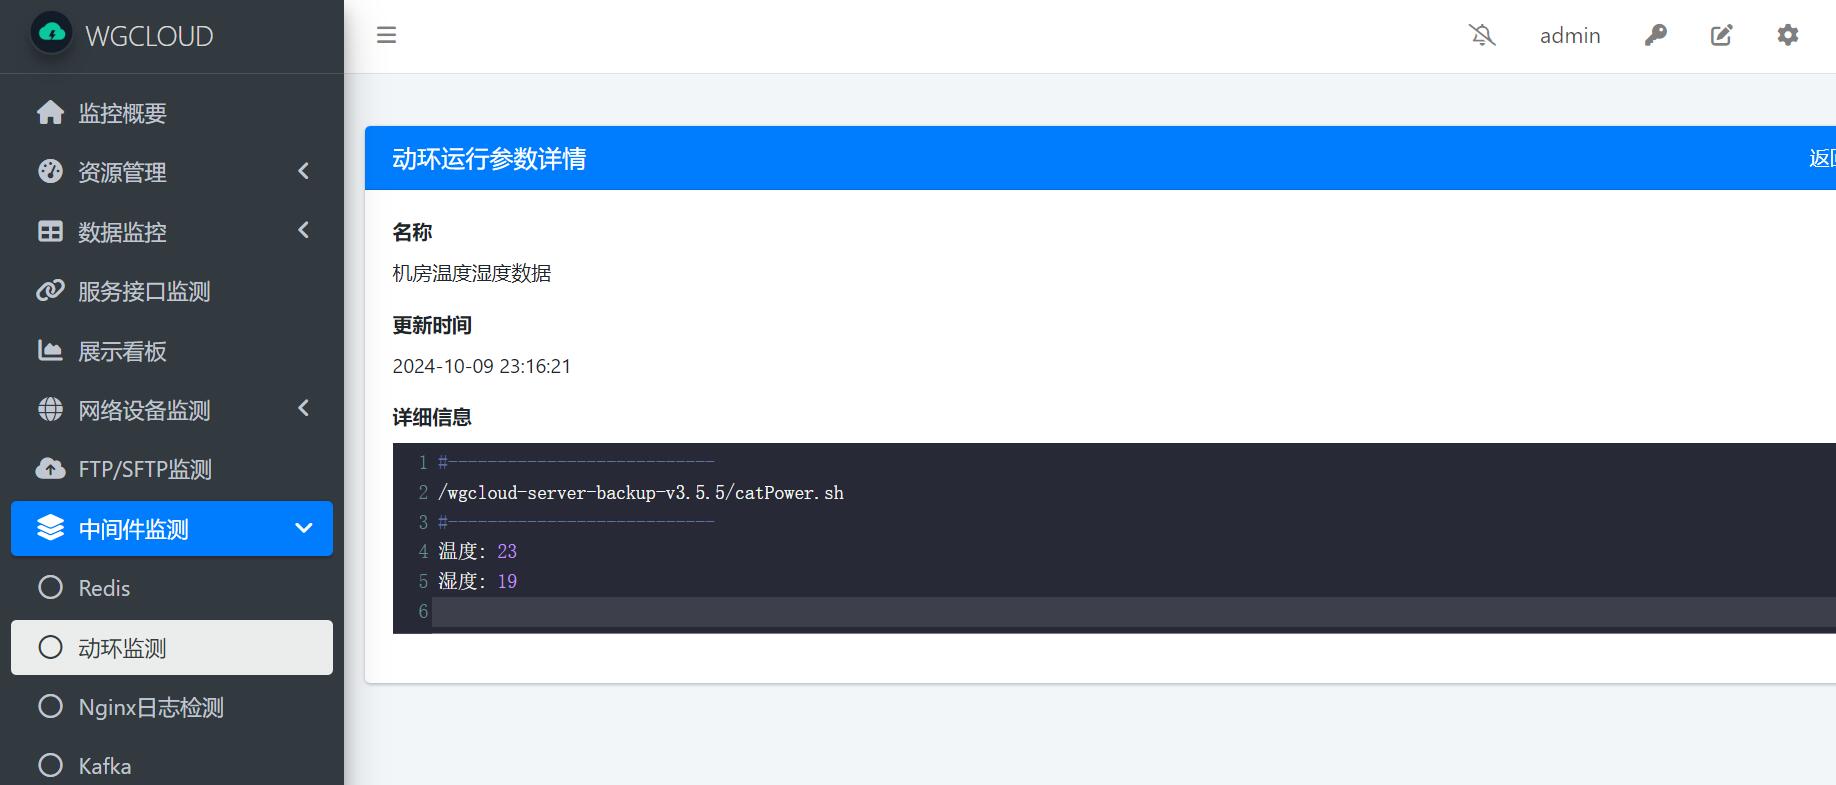 WGCLOUD
admin
监控概要
资源管理
数据监控
服务接口监测
展示看板
网络设备监测
FTP/SFTP监测
中间件监测
Redis
动环监测
Nginx日志检测
Kafka
动环运行参数详情
返回
名称
机房温度湿度数据
更新时间
2024-10-09 23:16:21
详细信息
1 #---------------------------
2 /wgcloud-server-backup-v3.5.5/catPower.sh
3 #---------------------------
4 温度: 23
5 湿度: 19
6